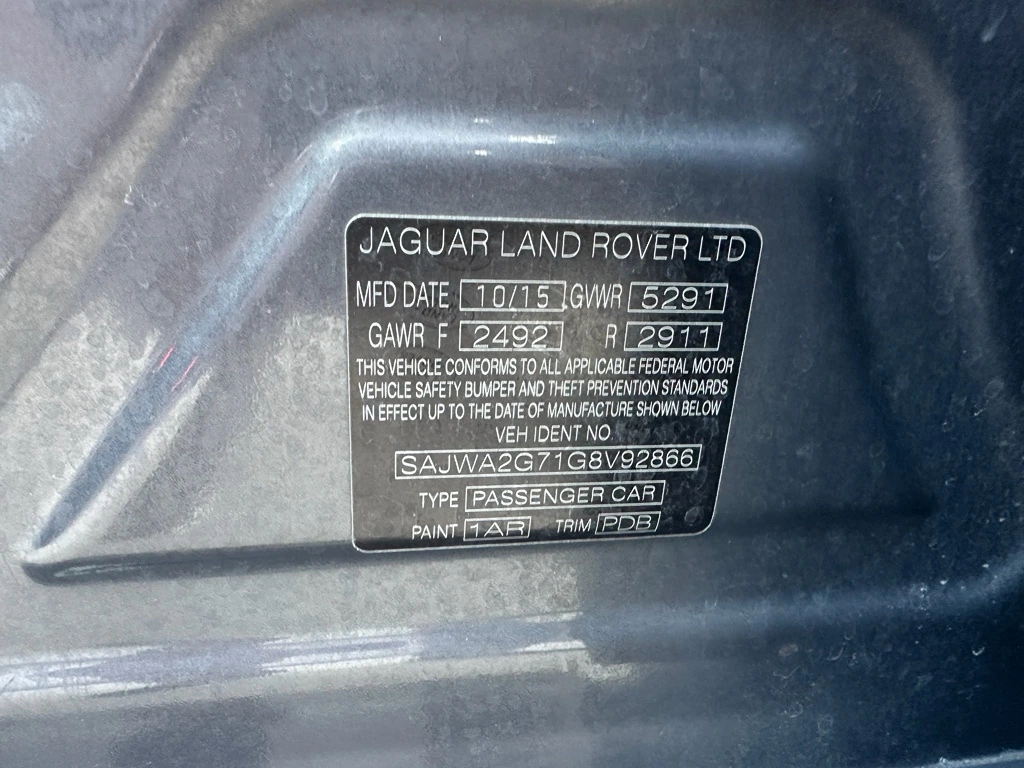 JAGUAR LAND ROVER LTD
MFD DATE 10/15 GVWR 5291
GAWR F 2492 R 2911
THIS VEHICLE CONFORMS TO ALL APPLICABLE FEDERAL MOTOR
VEHICLE SAFETY BUMPER AND THEFT PREVENTION STANDARDS
IN EFFECT UP TO THE DATE OF MANUFACTURE SHOWN BELOW
VEH IDENT NO
SAJWA2G71G8V92866
TYPE PASSENGER CAR
PAINT 1AR TRIM PDB